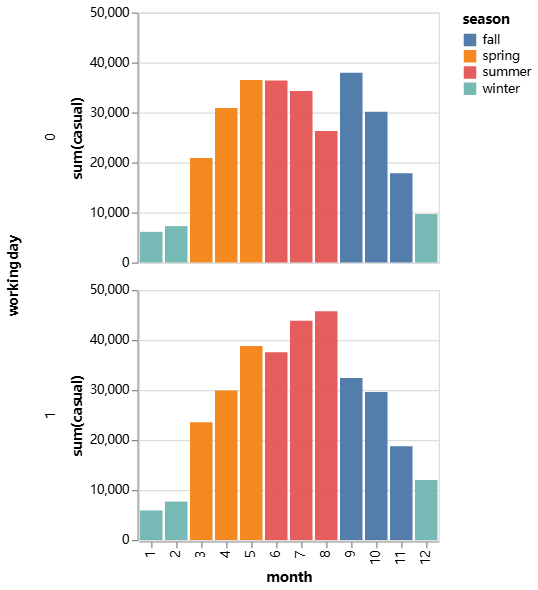 season
fall
spring
summer
winter
workingday
0
sum(casual)
50,000
40,000
30,000
20,000
10,000
0
1
sum(casual)
50,000
40,000
30,000
20,000
10,000
0
1 2 3 4 5 6 7 8 9 10 11 12
month